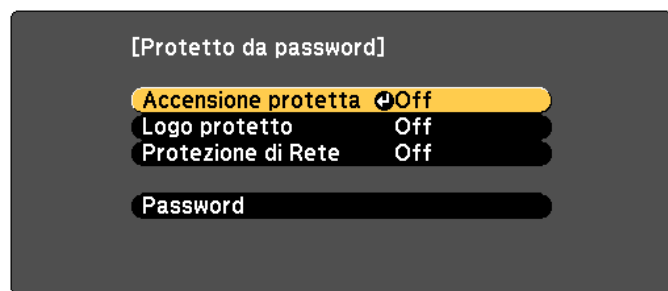 [Protetto da password]
Accensione protetta Off
Logo protetto Off
Protezione di Rete Off
Password